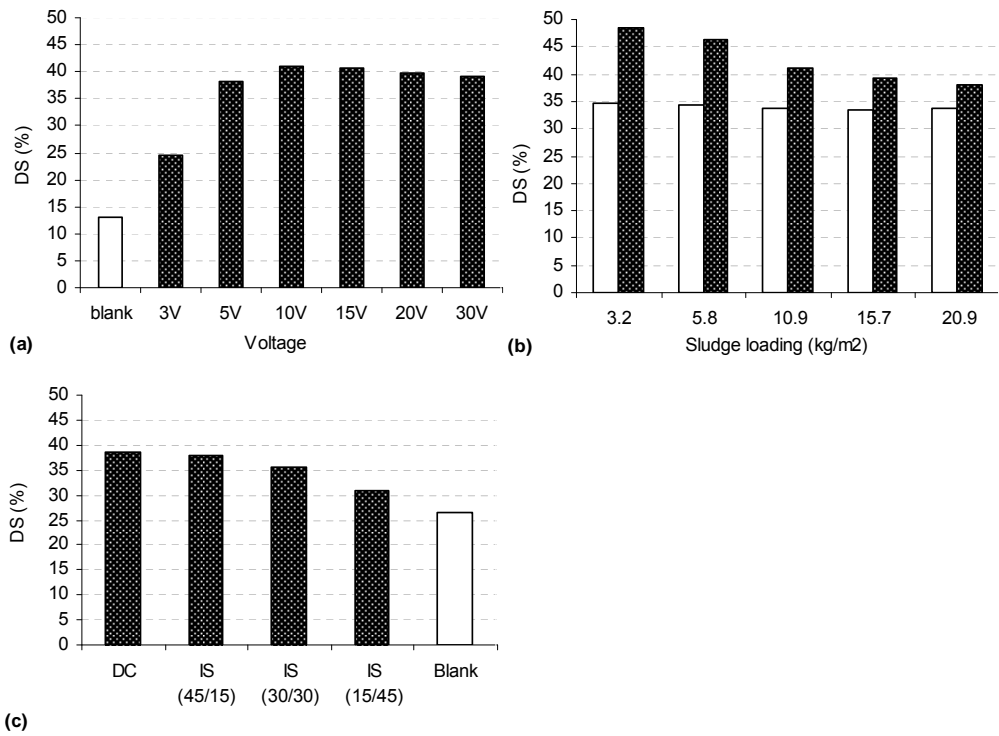 50
45
40
35
30
25
20
15
10
5
0
DS (%)
blank 3V 5V 10V 15V 20V 30V
Voltage
(a)
50
45
40
35
30
25
20
15
10
5
0
DS (%)
3.2 5.8 10.9 15.7 20.9
Sludge loading (kg/m2)
(b)
50
45
40
35
30
25
20
15
10
5
0
DS (%)
DC IS IS IS Blank
(45/15) (30/30) (15/45)
(c)